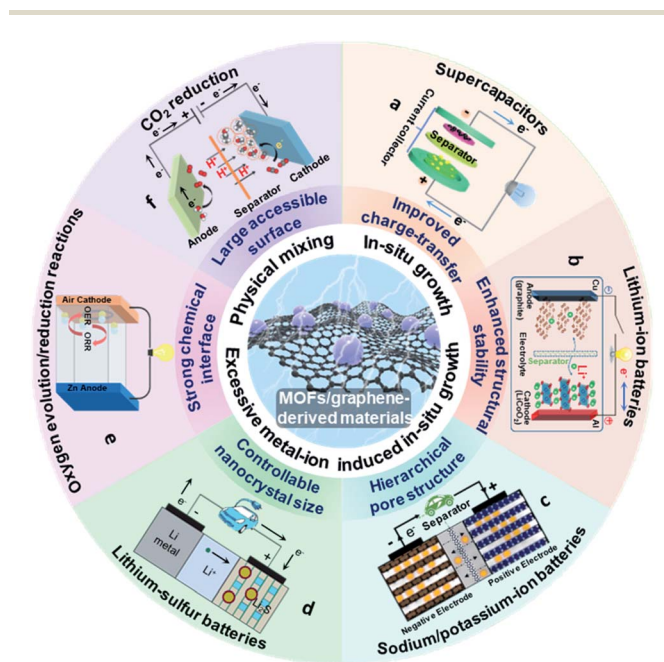 CO₂ reduction
e⁻
e⁻
+
-
e⁻
e⁻
H⁺
H⁺
H⁺
e⁻
f
Anode
Separator
Cathode
Large accessible
surface
Supercapacitors
a
Current-collector
Separator
+
-
e⁻
e⁻
Improved
charge-transfer
Lithium-ion batteries
b
Cu
Anode
(graphite)
Electrolyte
Separator
Li⁺
e⁻
Cathode
(LiCoO₂)
Al
Enhanced structural
stability
Oxygen evolution/reduction reactions
Air Cathode
OER
ORR
Zn Anode
e
Strong chemical
interface
Physical mixing
In-situ growth
Excessive metal-ion induced in-situ growth
MOFs/graphene-
derived materials
Controllable
nanocrystal size
e⁻
-
+
e⁻
Li
metal
Li⁺
Li₂S
d
Lithium-sulfur batteries
Hierarchical
pore structure
c
-
e⁻
Separator
+
Negative Electrode
Positive Electrode
Sodium/potassium-ion batteries